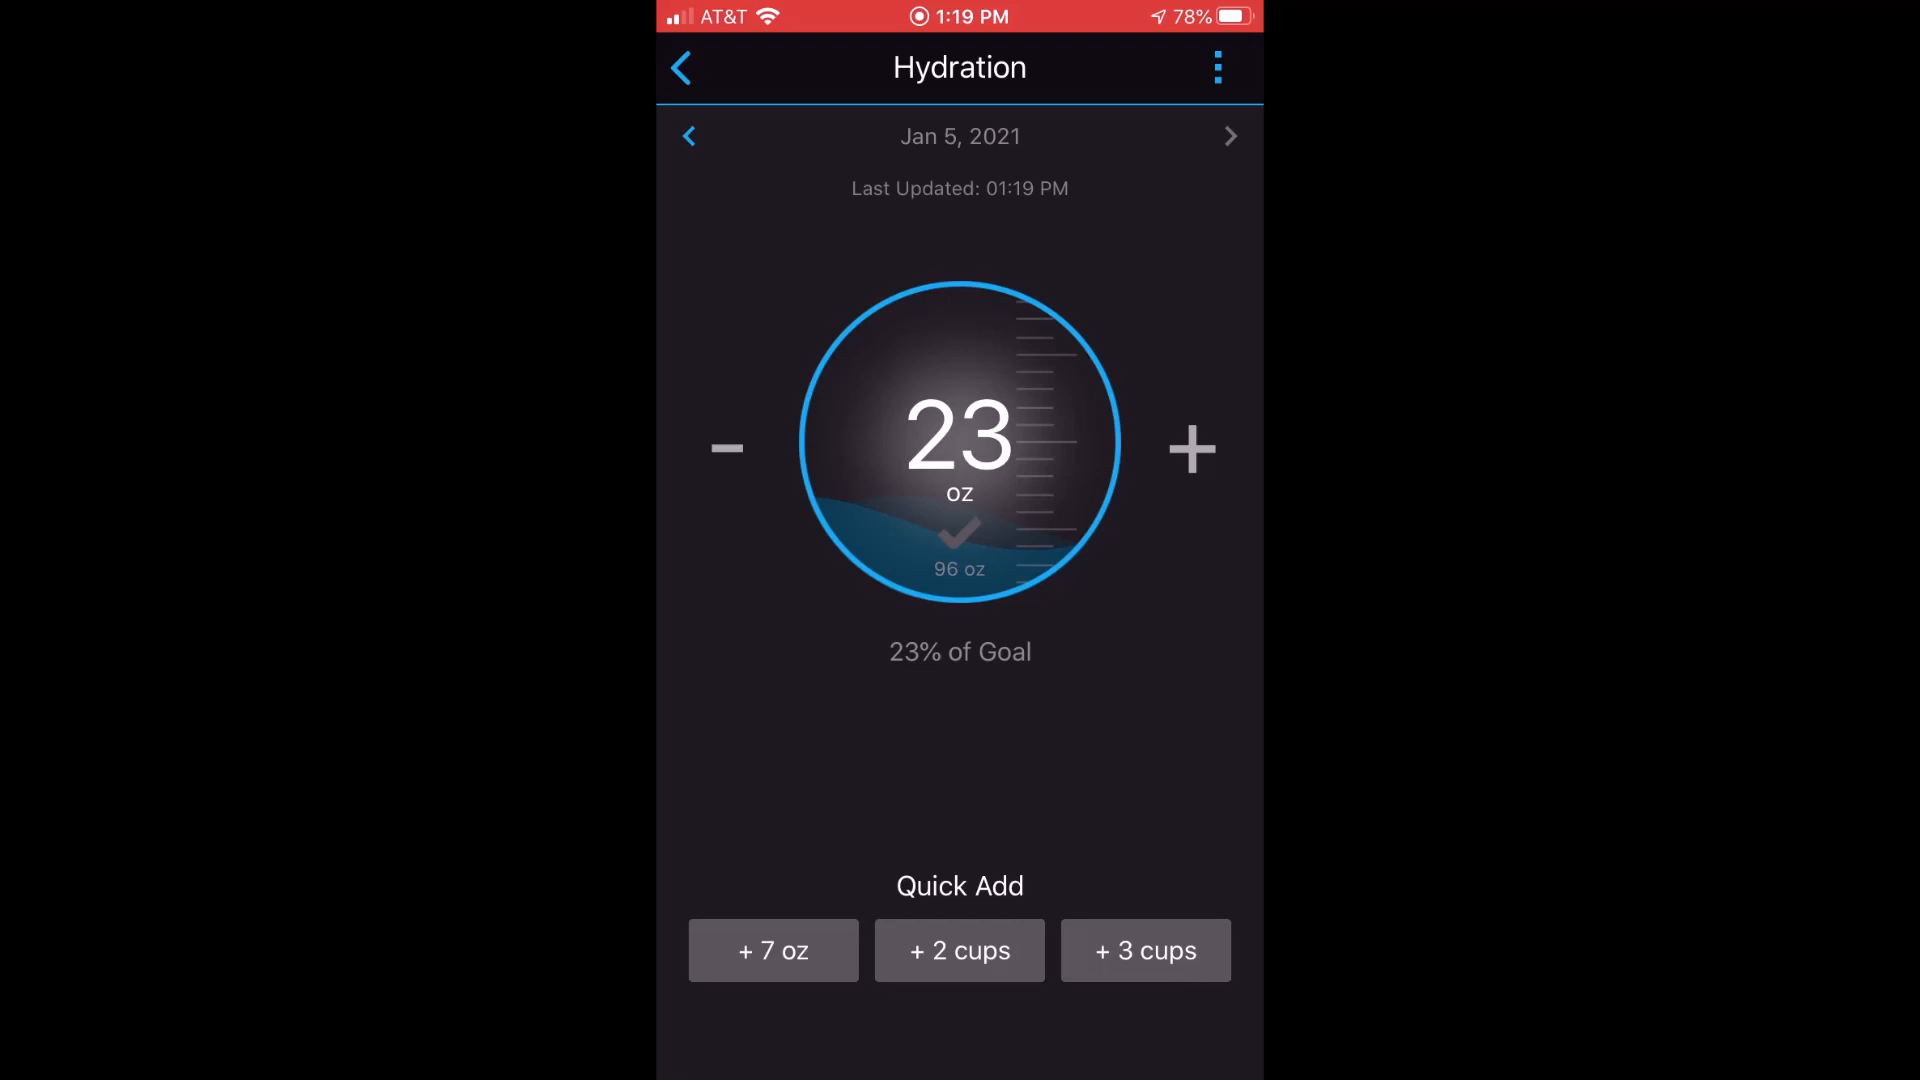 AT&T 1:19 PM 78%
Hydration
Jan 5, 2021
Last Updated: 01:19 PM
23
oz
96 oz
23% of Goal
Quick Add
+ 7 oz + 2 cups + 3 cups